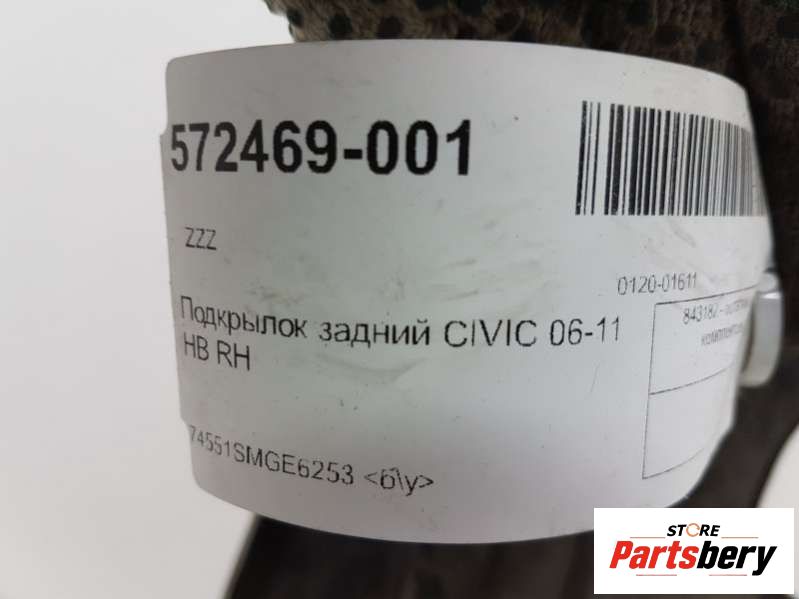 572469-001
ZZZ
0120-01611
Подкрылок задний CIVIC 06-11
HB RH
74551SMGE6253 <б\у>
STORE
Partsbery